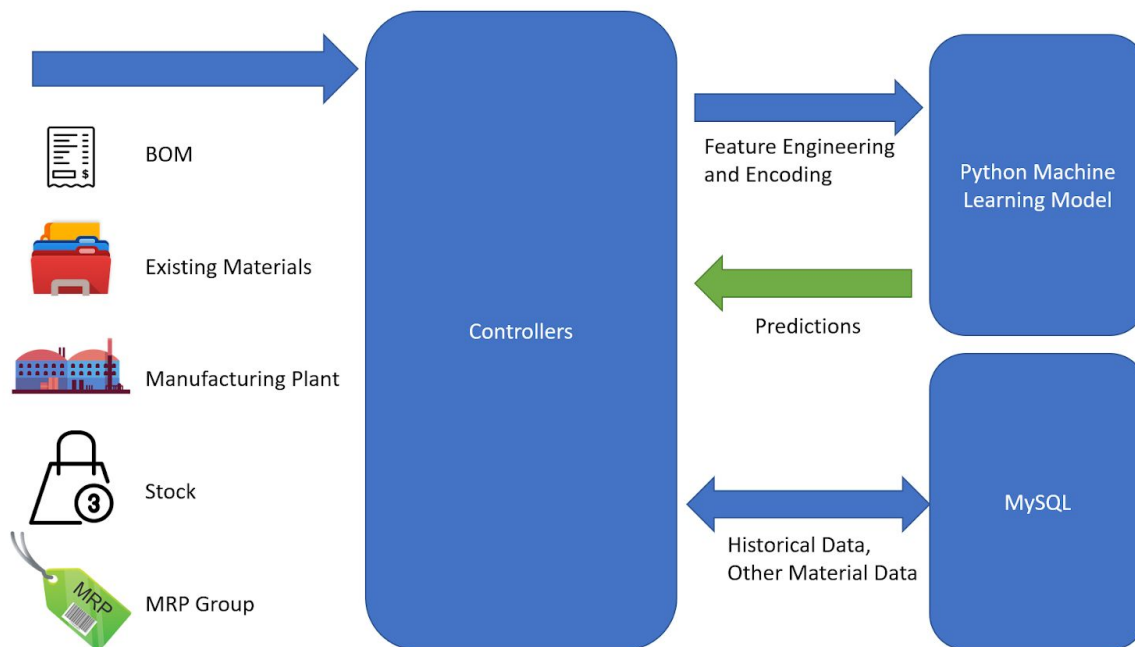 BOM
Existing Materials
Manufacturing Plant
3
Stock
MRP
MRP Group
$
Controllers
Feature Engineering
and Encoding
Predictions
Historical Data,
Other Material Data
Python Machine
Learning Model
MySQL